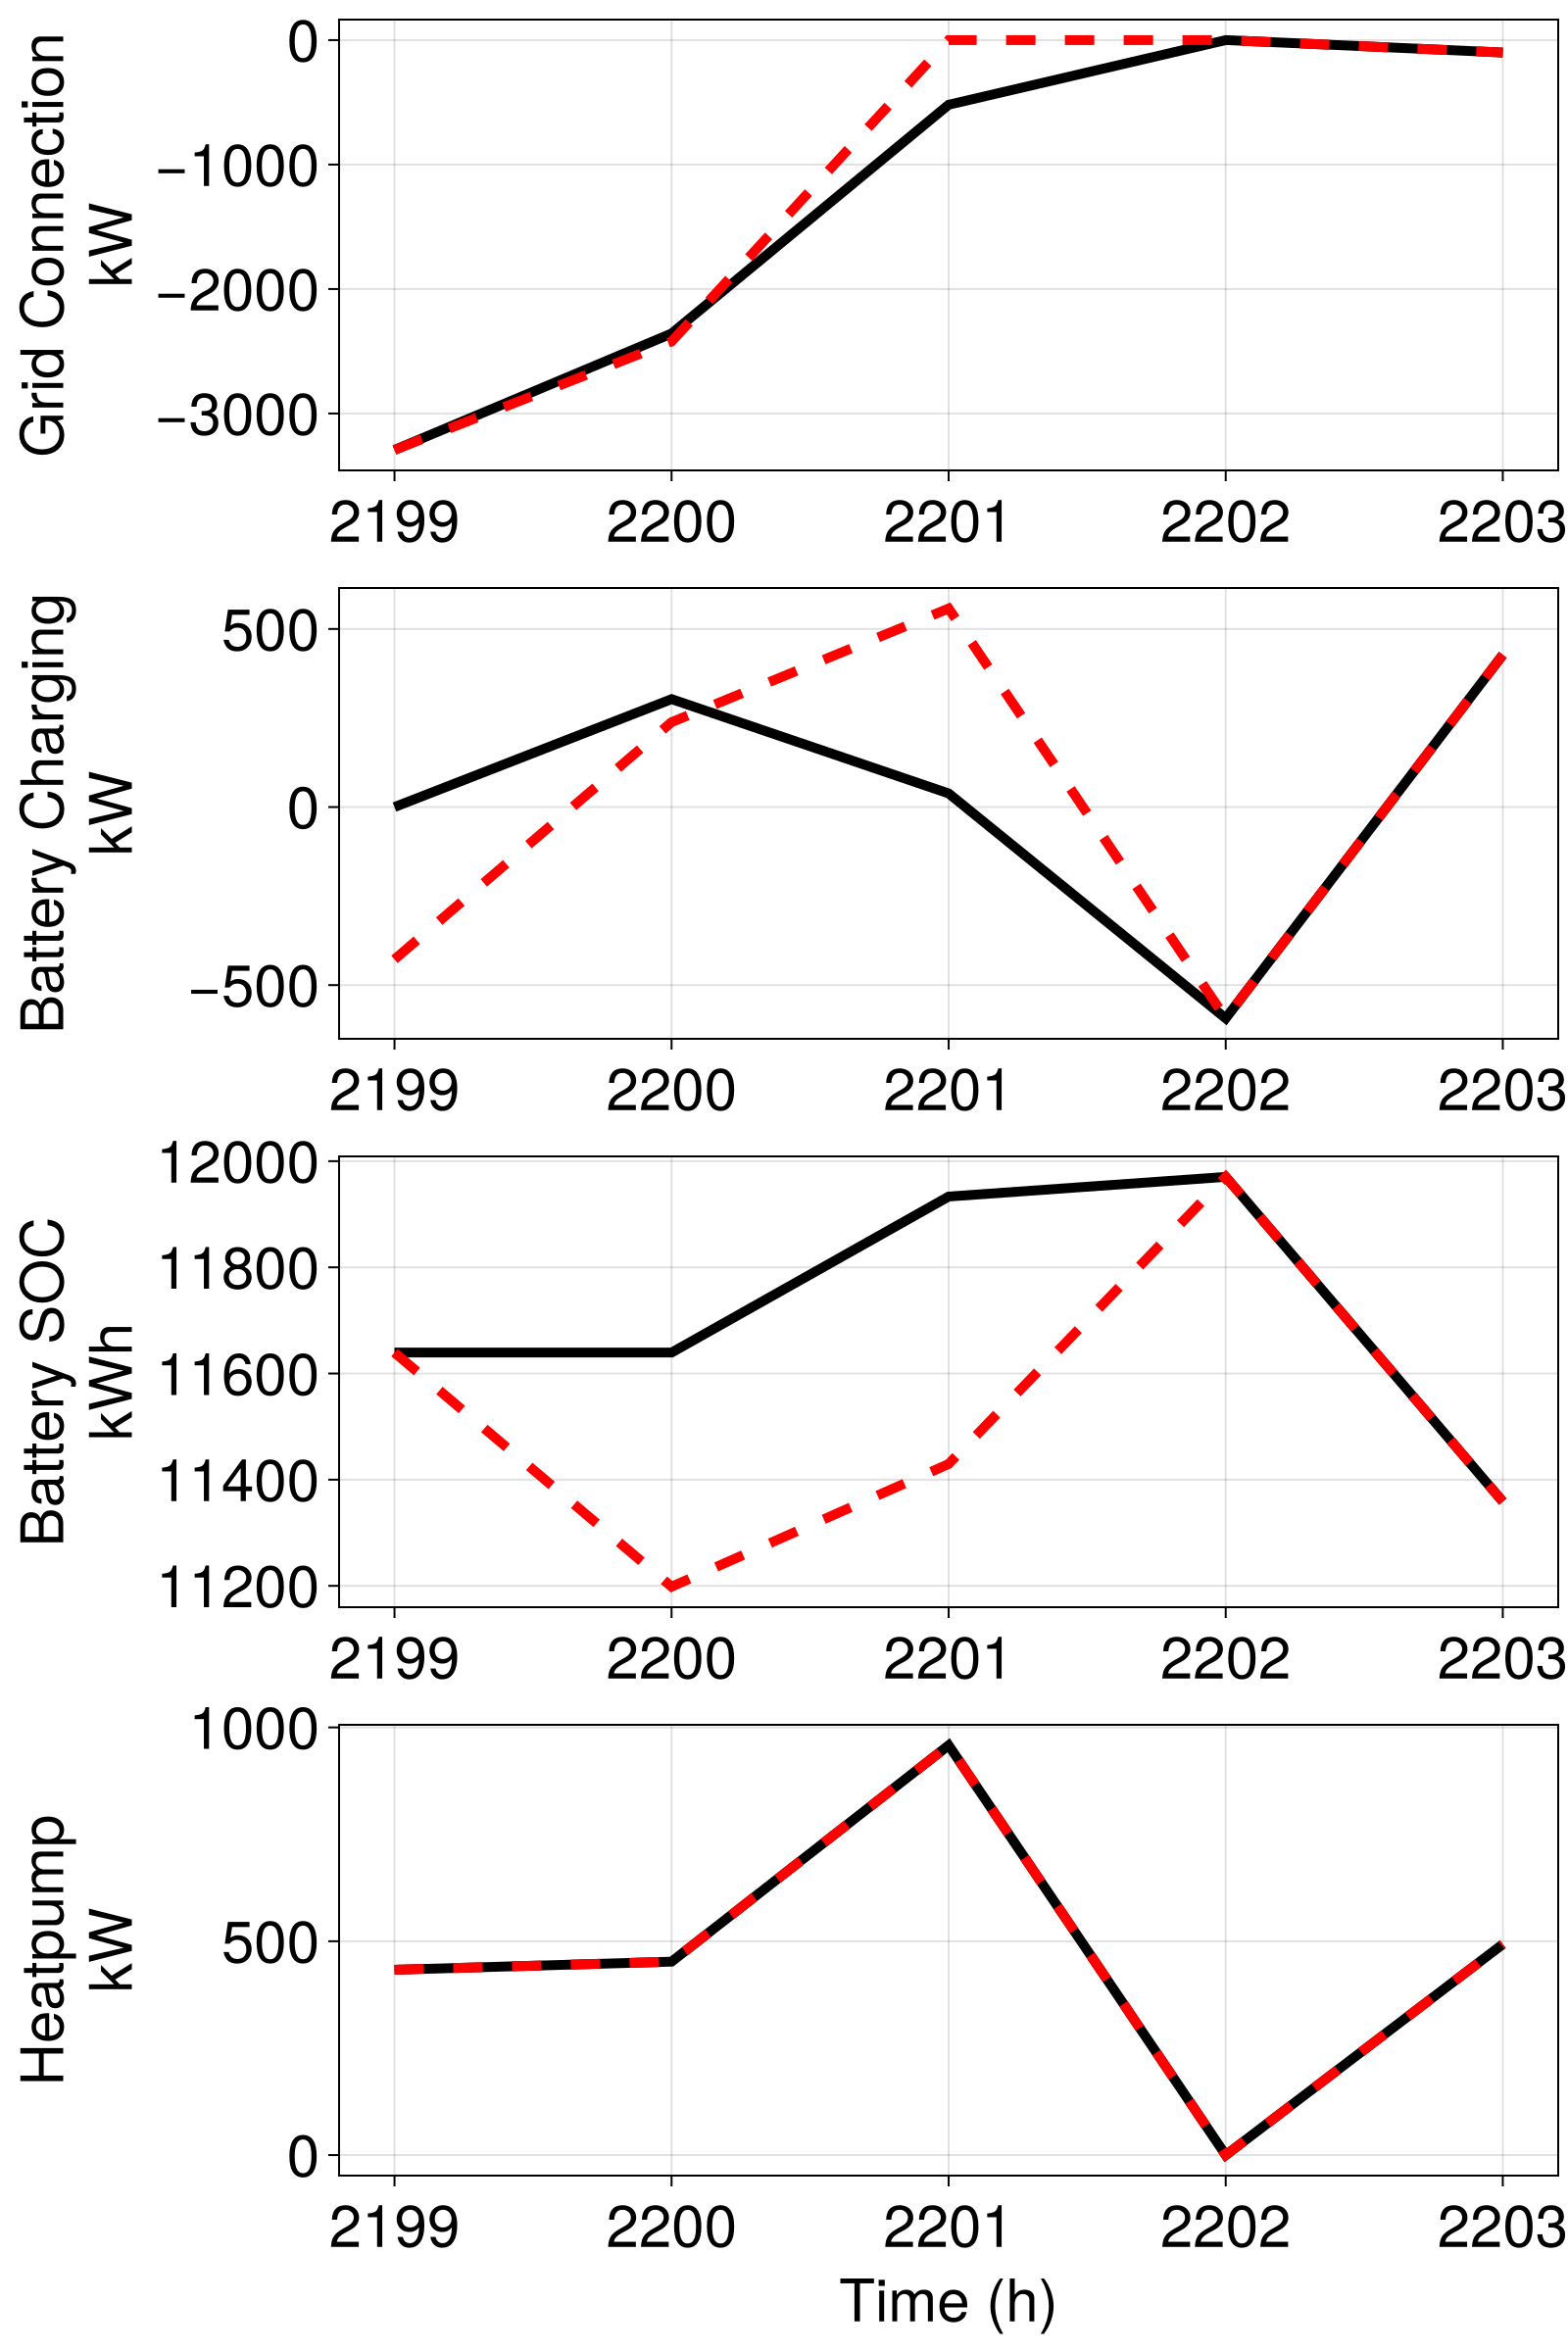 Grid Connection
kW
0
−1000
−2000
−3000
2199 2200 2201 2202 2203
Battery Charging
kW
500
0
−500
2199 2200 2201 2202 2203
Battery SOC
kWh
12000
11800
11600
11400
11200
2199 2200 2201 2202 2203
Heatpump
kW
1000
500
0
2199 2200 2201 2202 2203
Time (h)